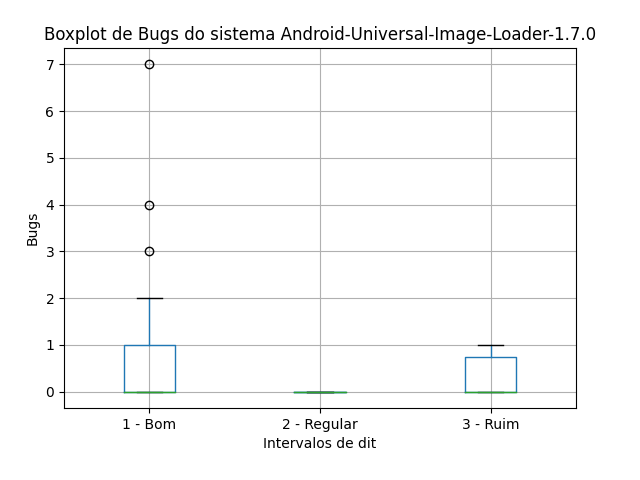 Boxplot de Bugs do sistema Android-Universal-Image-Loader-1.7.0
7
6
5
4
3
2
1
0
Bugs
1 - Bom
2 - Regular
3 - Ruim
Intervalos de dit